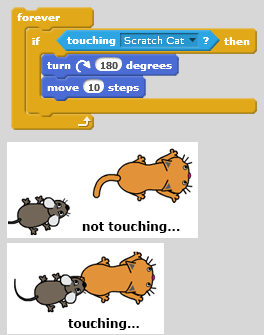 forever
if touching Scratch Cat ? then
turn 180 degrees
move 10 steps
not touching...
touching...